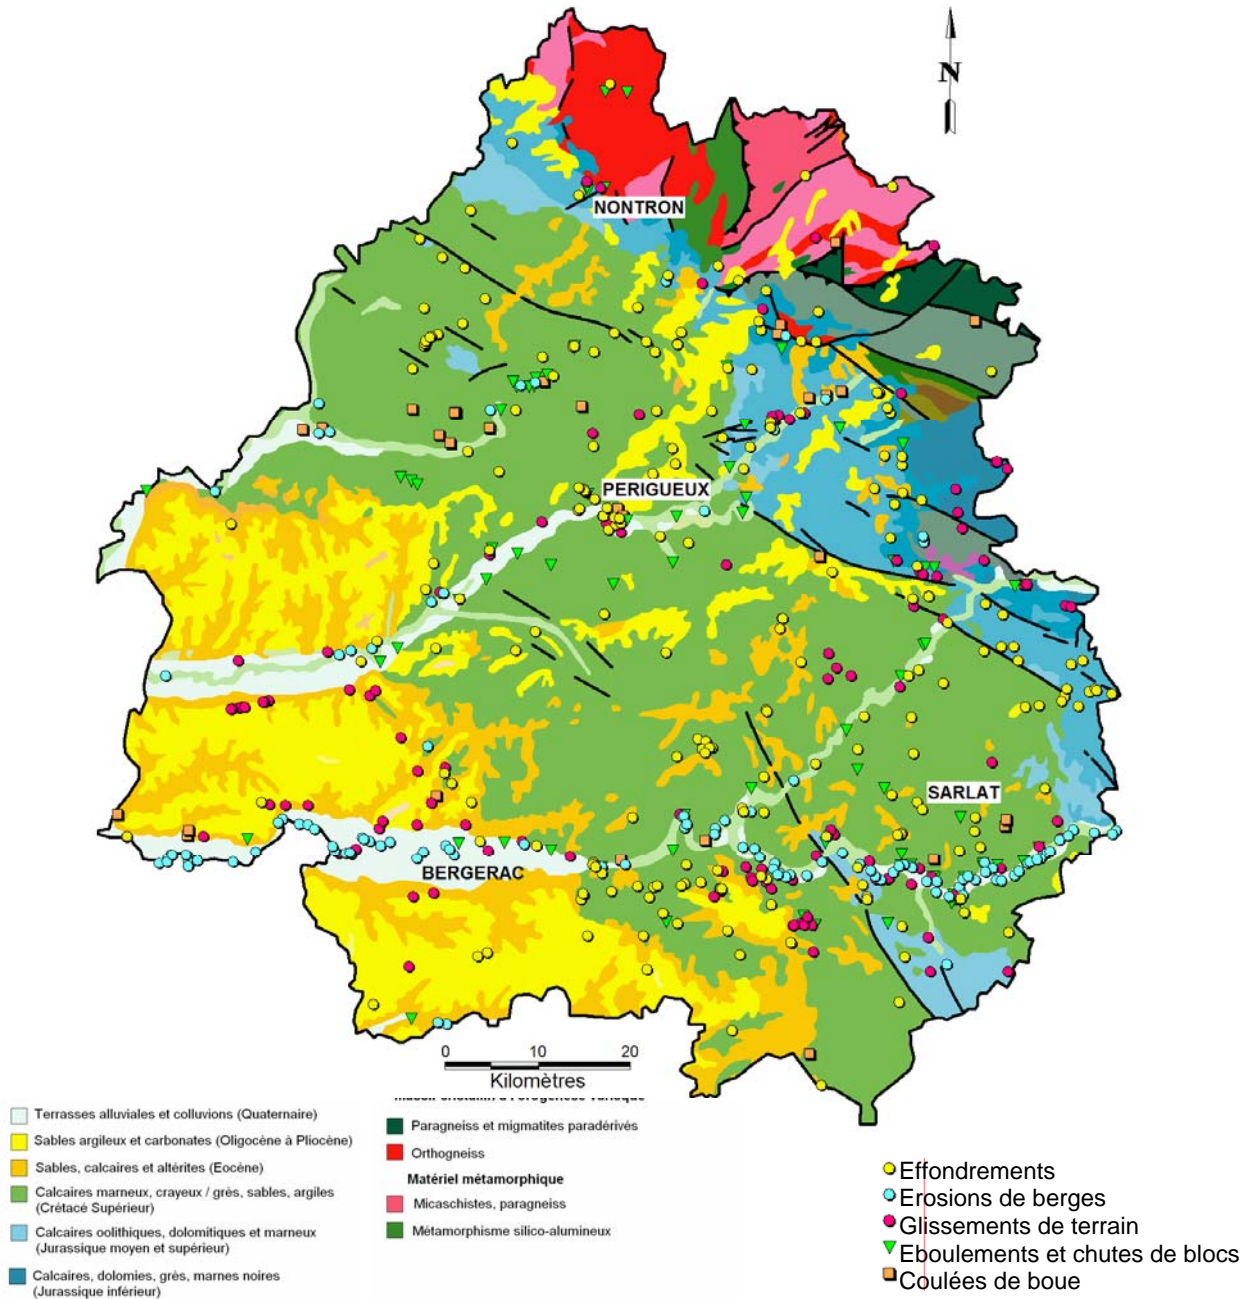 N
NONTRON
PERIGUEUX
SARLAT
BERGERAC
0 10 20
Kilomètres
Terrasses alluviales et colluvions (Quaternaire)
Sables argileux et carbonates (Oligocène à Pliocène)
Sables, calcaires et altérites (Eocène)
Calcaires marneux, crayeux / grès, sables, argiles
(Crétacé Supérieur)
Calcaires oolithiques, dolomitiques et marneux
(Jurassique moyen et supérieur)
Calcaires, dolomies, grès, marnes noires
(Jurassique inférieur)
Paragneiss et migmatites paradérivés
Orthogneiss
Matériel métamorphique
Micaschistes, paragneiss
Métamorphisme silico-alumineux
Effondrements
Erosions de berges
Glissements de terrain
Eboulements et chutes de blocs
Coulées de boue